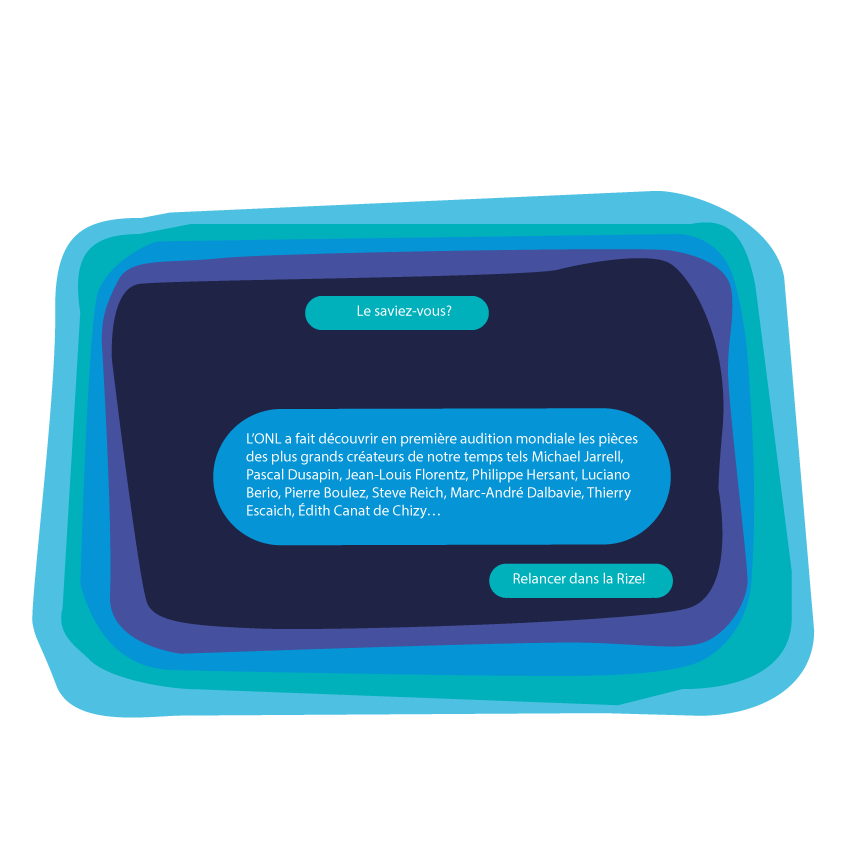 Le saviez-vous?
L’ONL a fait découvrir en première audition mondiale les pièces
des plus grands créateurs de notre temps tels Michael Jarrell,
Pascal Dusapin, Jean-Louis Florentz, Philippe Hersant, Luciano
Berio, Pierre Boulez, Steve Reich, Marc-André Dalbavie, Thierry
Escaich, Édith Canat de Chizy…
Relancer dans la Rize!